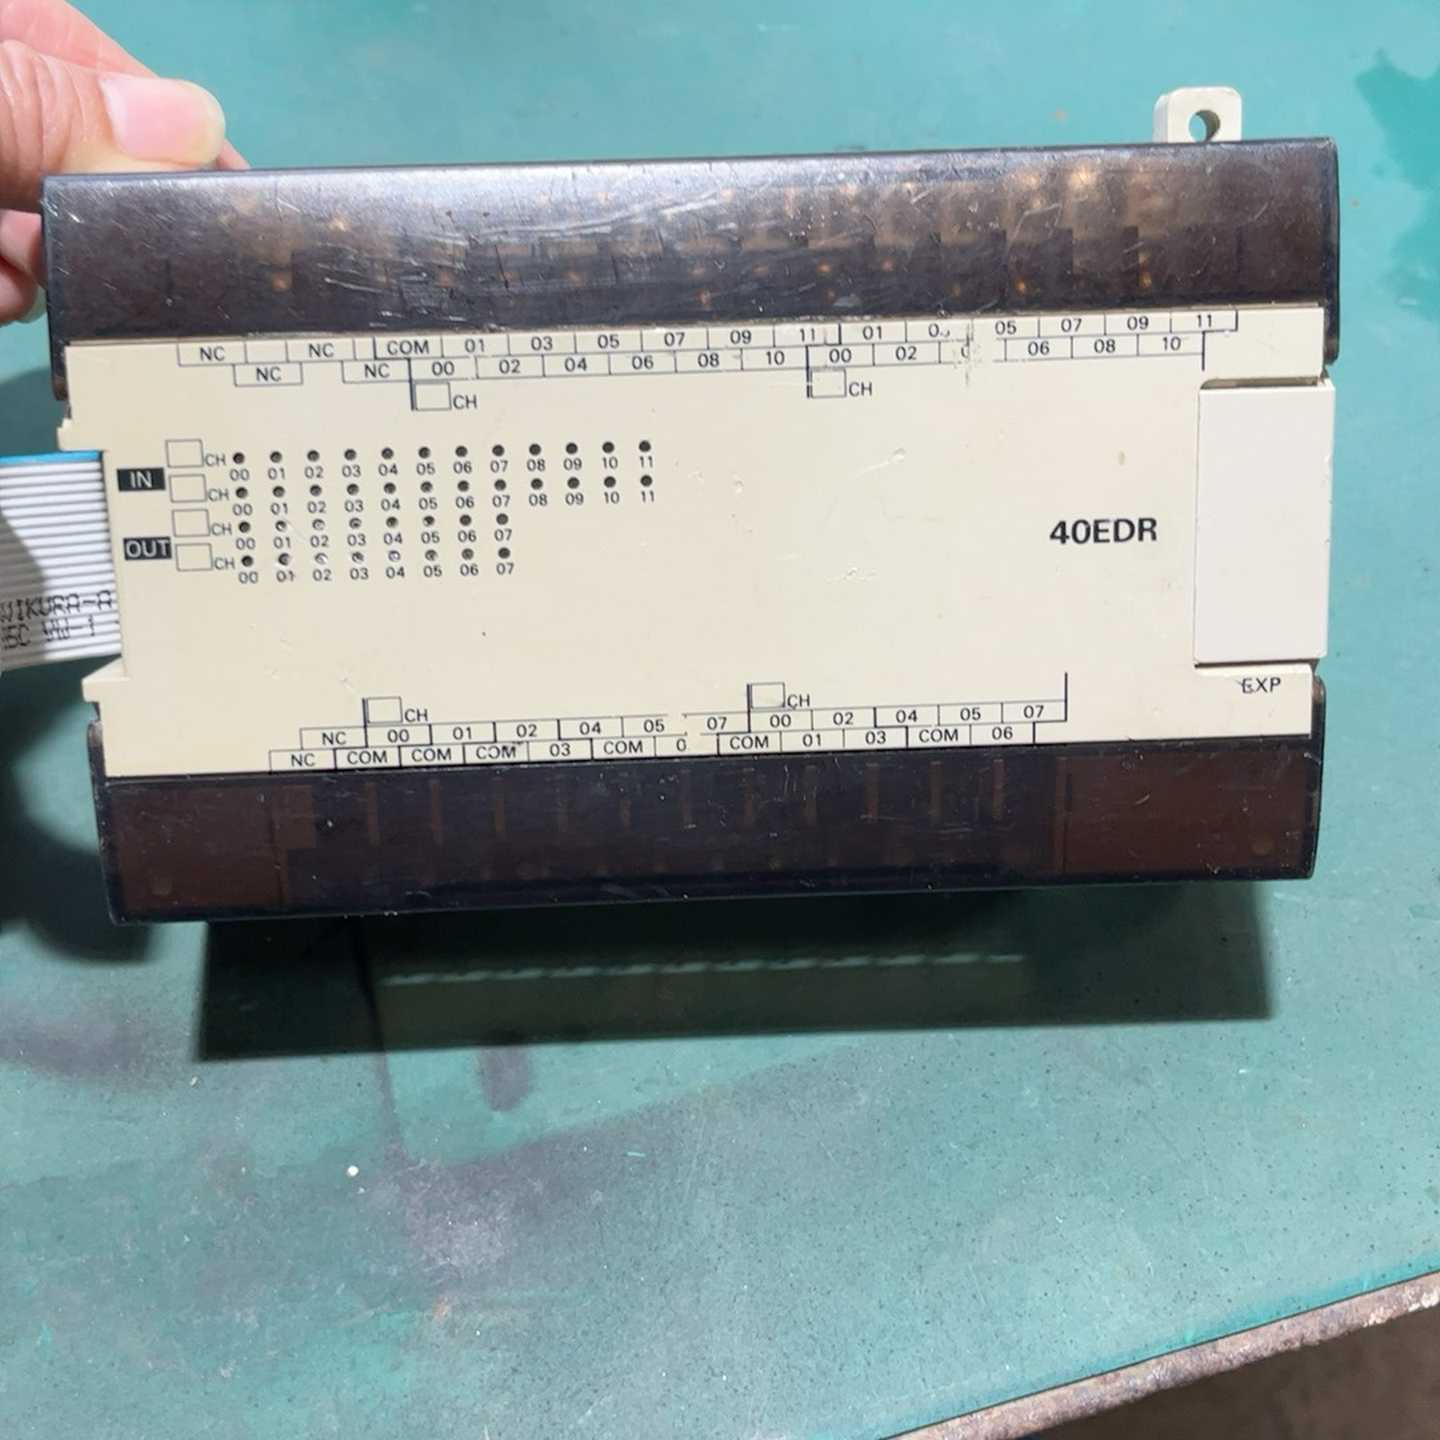 NC NC COM 01 03 05 07 09 11 01 05 07 09 11
NC NC 00 02 04 06 08 10 00 02 06 08 10
CH CH
IN
CH 00 01 02 03 04 05 06 07 08 09 10 11
CH 00 01 02 03 04 05 06 07 08 09 10 11
OUT
CH 00 01 02 03 04 05 06 07
CH 00 01 02 03 04 05 06 07
40EDR
VW-1
EXP
CH CH
NC 00 01 02 04 05 07 00 02 04 05 07
NC COM COM COM 03 COM COM 01 03 COM 06